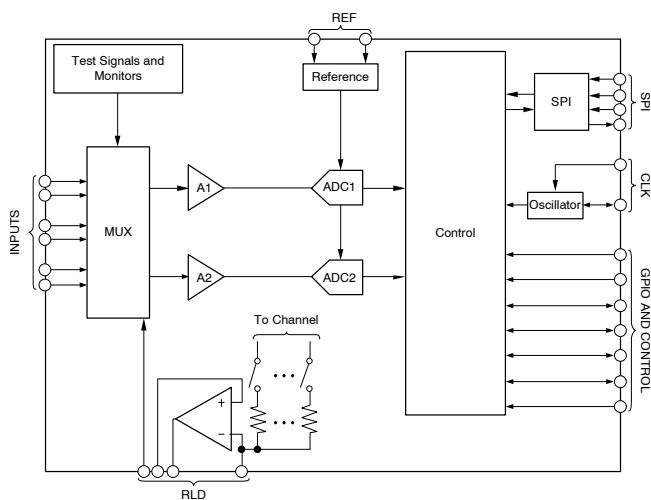 REF
Test Signals and
Monitors
Reference
SPI
SPI
CLK
Oscillator
INPUTS
MUX
A1
ADC1
Control
A2
ADC2
GPIO AND CONTROL
To Channel
+
−
RLD